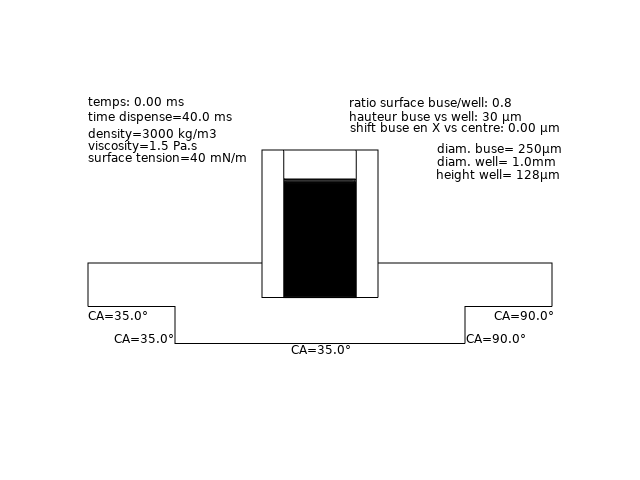 temps: 0.00 ms
time dispense=40.0 ms
density=3000 kg/m3
viscosity=1.5 Pa.s
surface tension=40 mN/m
ratio surface buse/well: 0.8
hauteur buse vs well: 30 µm
shift buse en X vs centre: 0.00 µm
diam. buse= 250µm
diam. well= 1.0mm
height well= 128µm
CA=35.0°
CA=90.0°
CA=35.0°
CA=90.0°
CA=35.0°